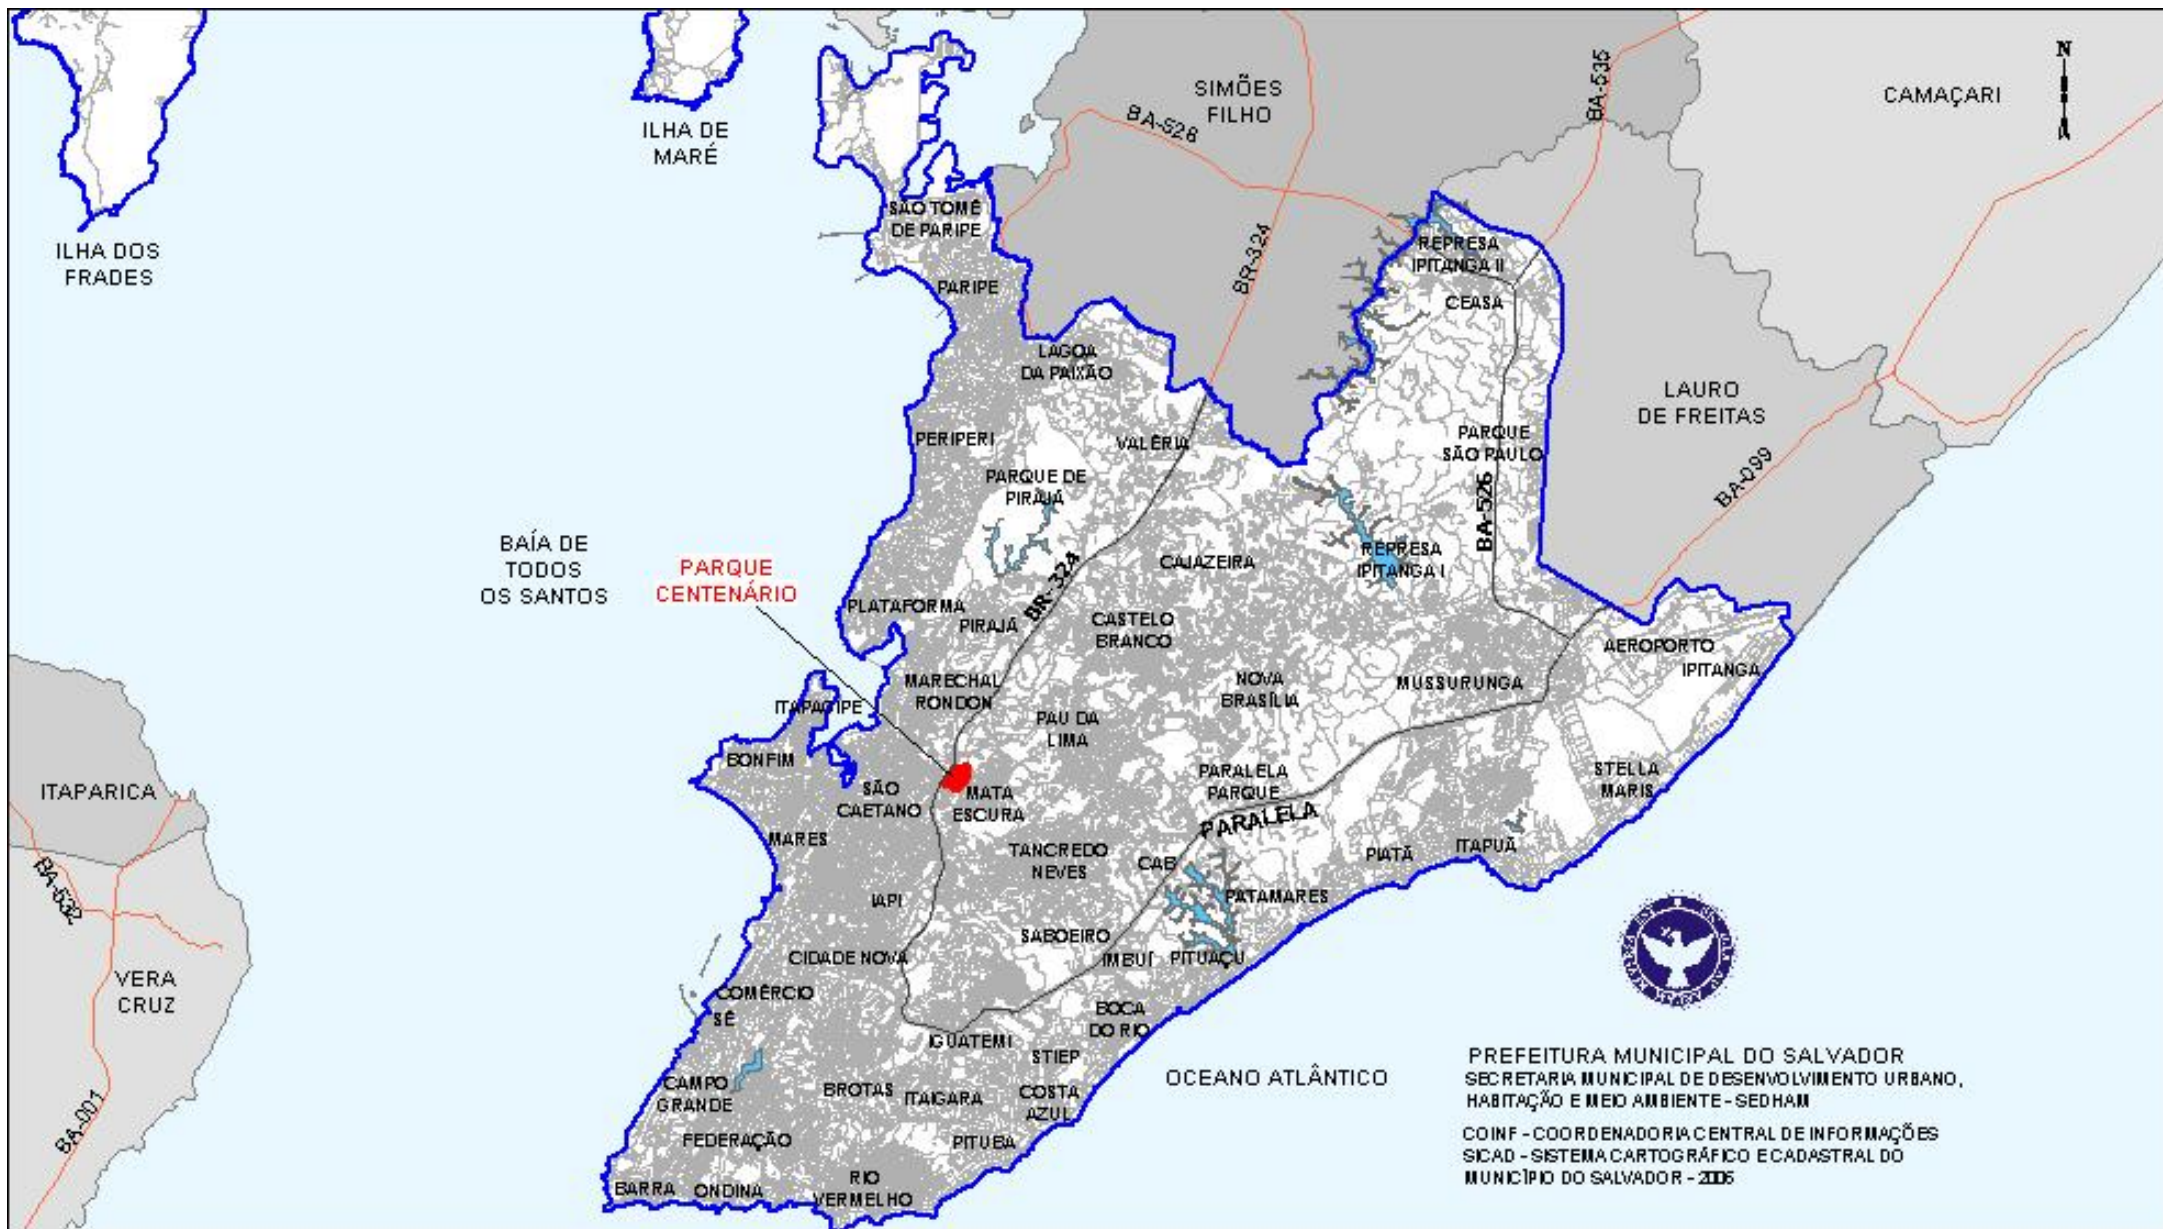 N
SIMÕES
FILHO
CAMAÇARI
BA-535
BA-526
ILHA DE
MARÉ
ILHA DOS
FRADES
SÃO TOMÉ
DE PARIPE
REPRESA
IPITANGA II
BR-324
PARIPE
CEASA
LAGOA
DA PAIXÃO
LAURO
DE FREITAS
PERIPERI
VALÉRIA
PARQUE
SÃO PAULO
PARQUE DE
PIRAJÁ
BA-099
BA-526
BAÍA DE
TODOS
OS SANTOS
PARQUE
CENTENÁRIO
CAJAZEIRA
REPRESA
IPITANGA I
BR-324
PLATAFORMA
PIRAJÁ
CASTELO
BRANCO
AEROPORTO
IPITANGA
MARECHAL
RONDON
NOVA
BRASÍLIA
MUSSURUNGA
ITAPAGIPE
PAU DA
LIMA
BONFIM
PARALELA
PARQUE
STELLA
MARIS
ITAPARICA
SÃO
CAETANO
MATA
ESCURA
PARALELA
MARES
TANCREDO
NEVES
CAB
PIATÃ
ITAPUÃ
BA-532
IAPI
PATAMARES
SABOEIRO
CIDADE NOVA
IMBUÍ
PITUAÇU
VERA
CRUZ
COMÉRCIO
SÉ
BOCA
DO RIO
IGUATEMI
STIEP
OCEANO ATLÂNTICO
CAMPO
GRANDE
BROTAS
ITAIGARA
COSTA
AZUL
BA-001
FEDERAÇÃO
PITUBA
BARRA
ONDINA
RIO
VERMELHO
PREFEITURA MUNICIPAL DO SALVADOR
SECRETARIA MUNICIPAL DE DESENVOLVIMENTO URBANO,
HABITAÇÃO E MEIO AMBIENTE - SEDHAM
COINF - COORDENADORIA CENTRAL DE INFORMAÇÕES
SICAD - SISTEMA CARTOGRÁFICO E CADASTRAL DO
MUNICÍPIO DO SALVADOR - 2006